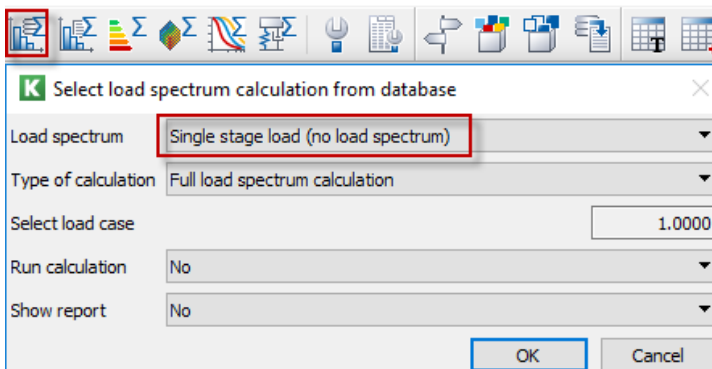 K Select load spectrum calculation from database
Load spectrum Single stage load (no load spectrum)
Type of calculation Full load spectrum calculation
Select load case 1.0000
Run calculation No
Show report No
OK Cancel